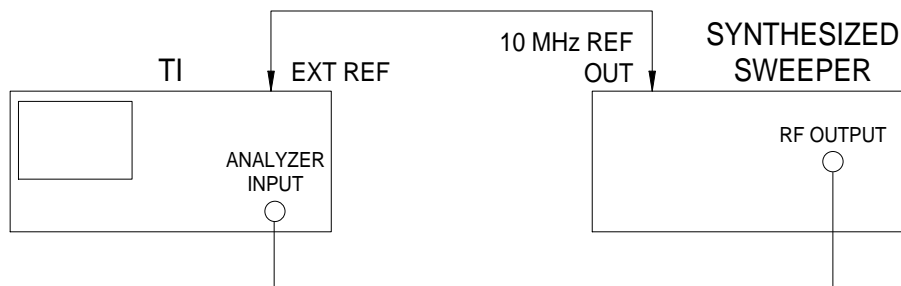 TI
EXT REF
10 MHz REF
OUT
SYNTHESIZED
SWEEPER
ANALYZER
INPUT
RF OUTPUT